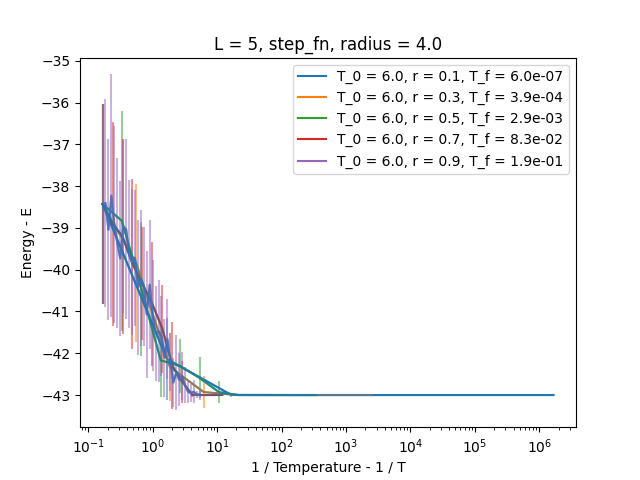 L = 5, step_fn, radius = 4.0
T_0 = 6.0, r = 0.1, T_f = 6.0e-07
T_0 = 6.0, r = 0.3, T_f = 3.9e-04
T_0 = 6.0, r = 0.5, T_f = 2.9e-03
T_0 = 6.0, r = 0.7, T_f = 8.3e-02
T_0 = 6.0, r = 0.9, T_f = 1.9e-01
Energy - E
−35
−36
−37
−38
−39
−40
−41
−42
−43
10⁻¹ 10⁰ 10¹ 10² 10³ 10⁴ 10⁵ 10⁶
1 / Temperature - 1 / T